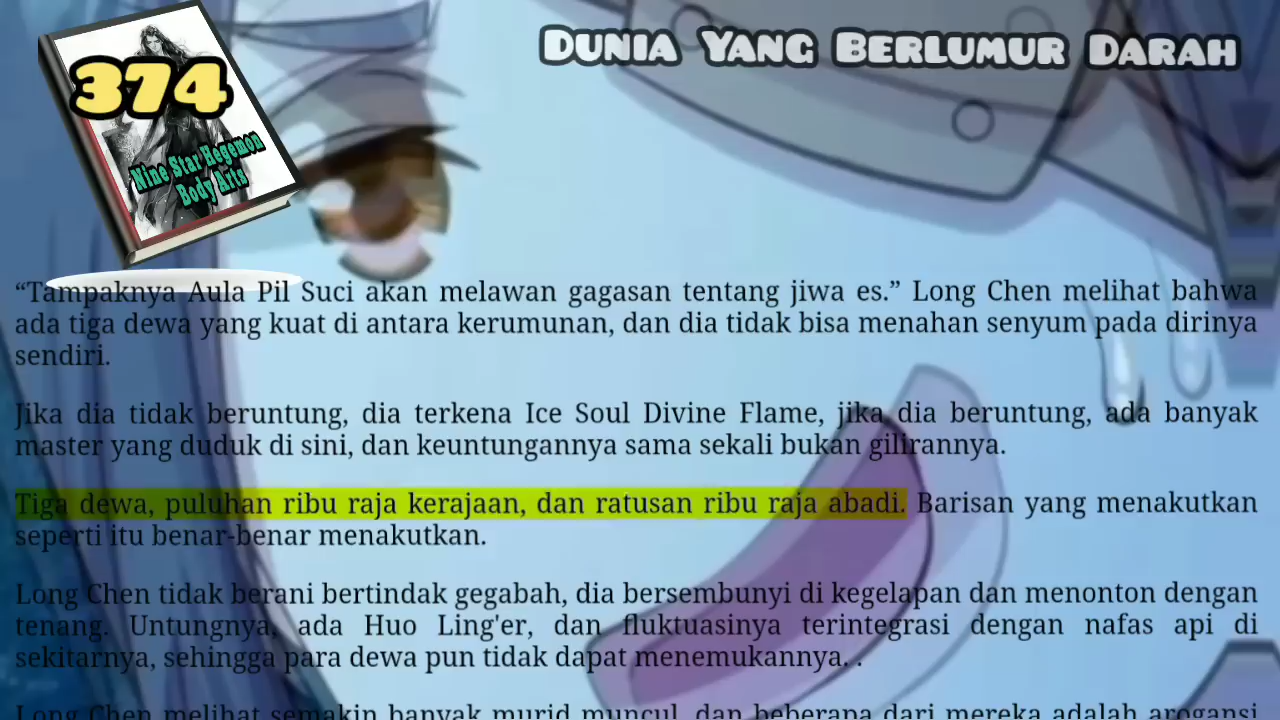 DUNIA YANG BERLUMUR DARAH
374
Nine Star Hegemon
Body Arts
“Tampaknya Aula Pil Suci akan melawan gagasan tentang jiwa es.” Long Chen melihat bahwa
ada tiga dewa yang kuat di antara kerumunan, dan dia tidak bisa menahan senyum pada dirinya
sendiri.
Jika dia tidak beruntung, dia terkena Ice Soul Divine Flame, jika dia beruntung, ada banyak
master yang duduk di sini, dan keuntungannya sama sekali bukan gilirannya.
Tiga dewa, puluhan ribu raja kerajaan, dan ratusan ribu raja abadi. Barisan yang menakutkan
seperti itu benar-benar menakutkan.
Long Chen tidak berani bertindak gegabah, dia bersembunyi di kegelapan dan menonton dengan
tenang. Untungnya, ada Huo Ling'er, dan fluktuasinya terintegrasi dengan nafas api di
sekitarnya, sehingga para dewa pun tidak dapat menemukannya. .
Long Chen melihat semakin banyak murid muncul, dan beberapa dari mereka adalah arogansi